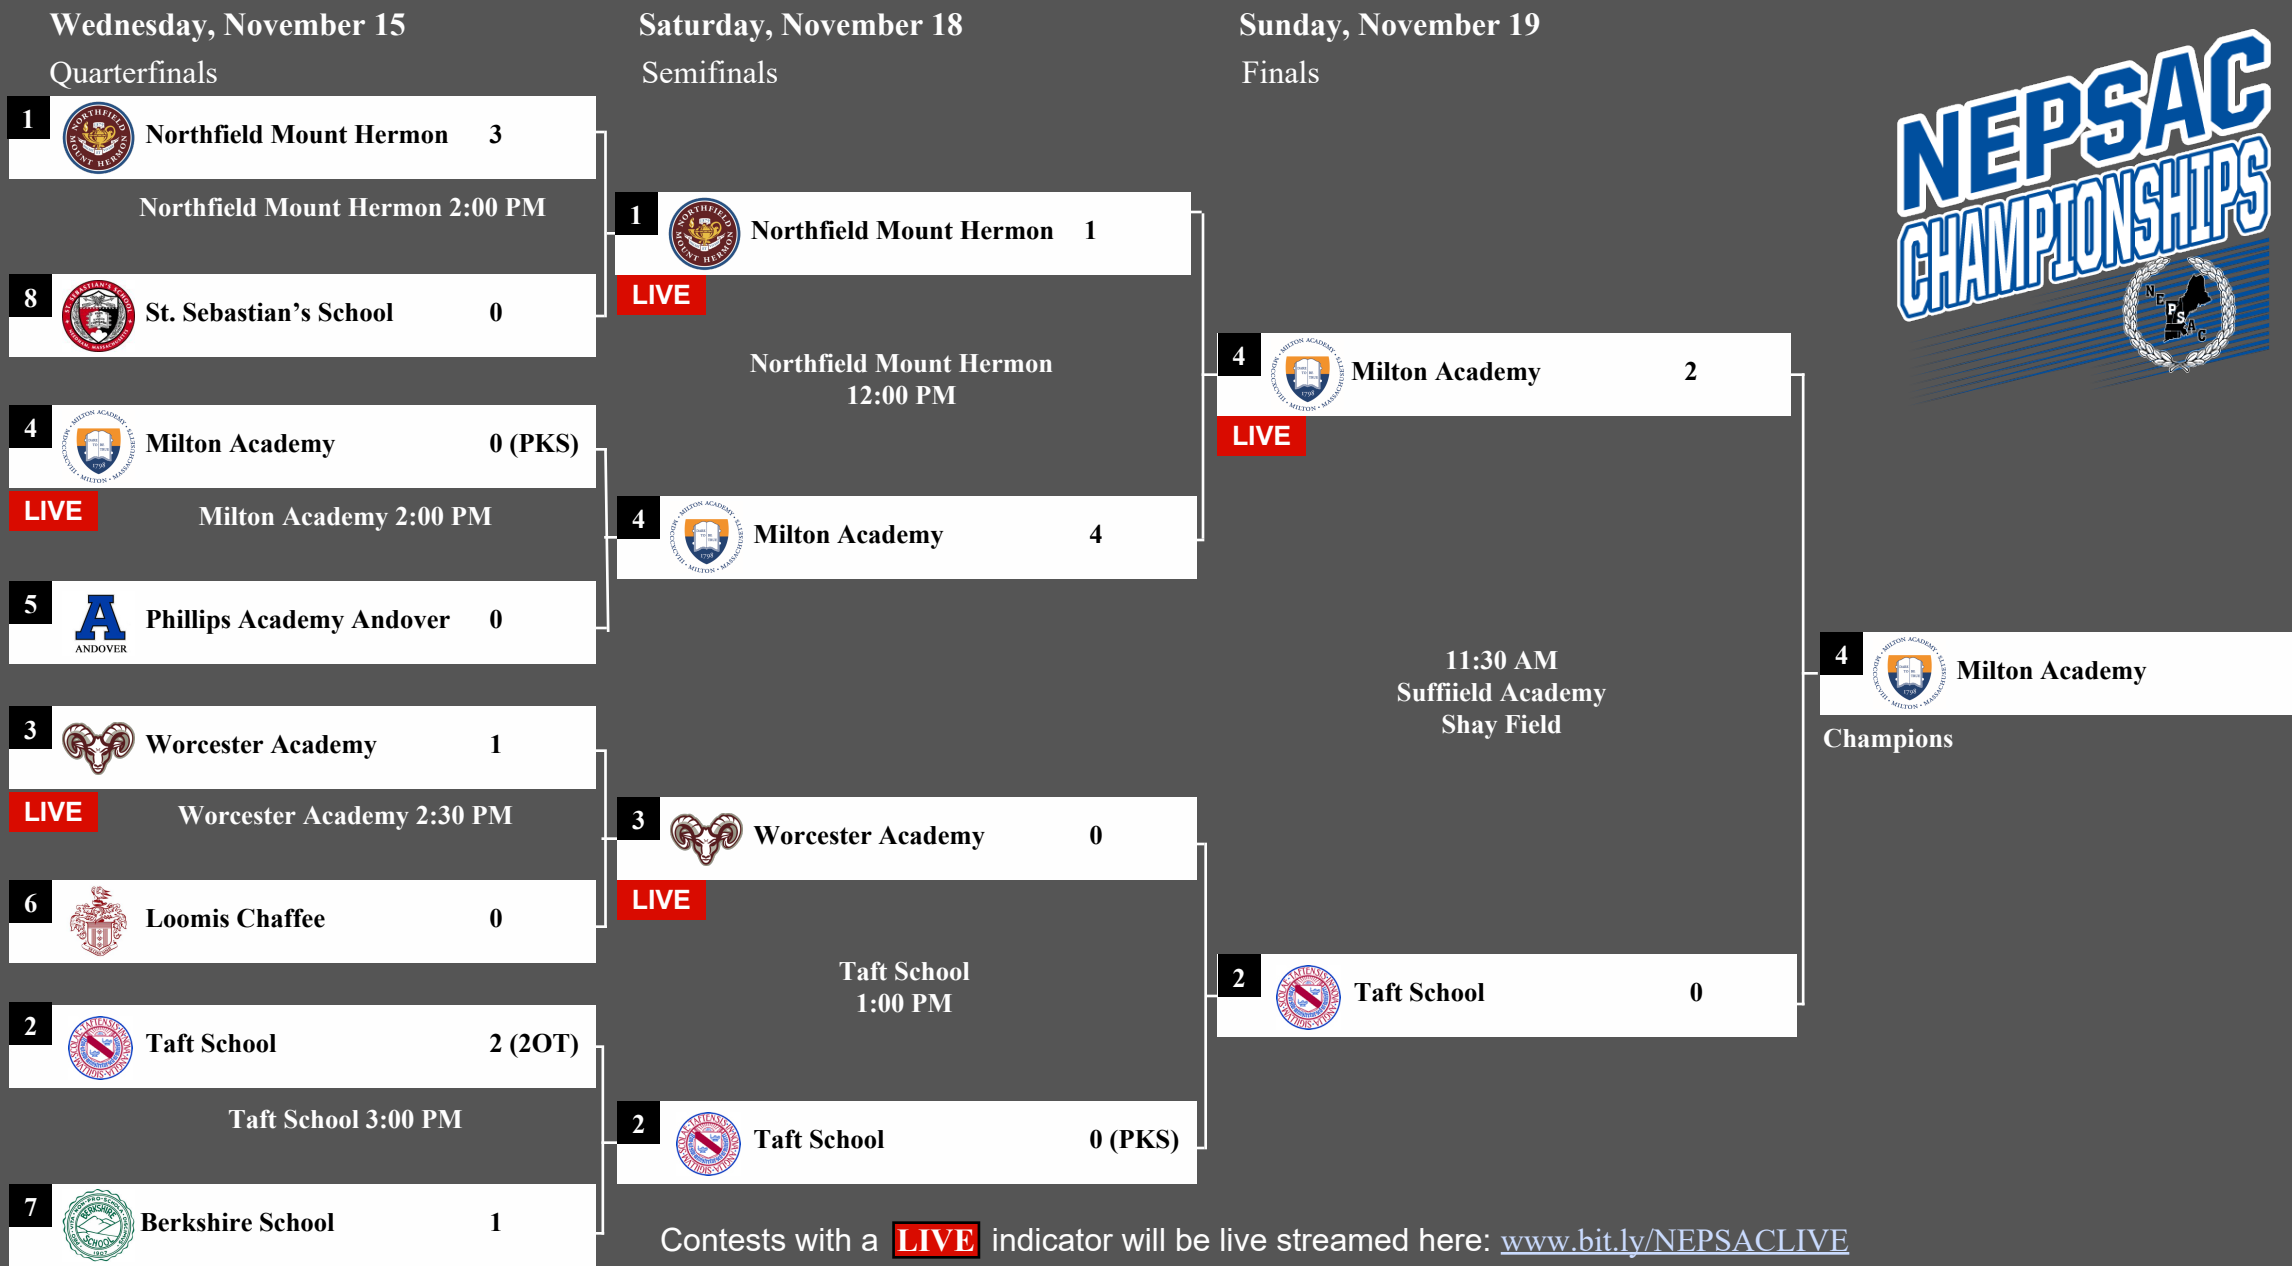 Wednesday, November 15
Quarterfinals
1
Northfield Mount Hermon 3
Northfield Mount Hermon 2:00 PM
8
St. Sebastian’s School 0
4
Milton Academy 0 (PKS)
LIVE
Milton Academy 2:00 PM
5
ANDOVER
Phillips Academy Andover 0
3
Worcester Academy 1
LIVE
Worcester Academy 2:30 PM
6
Loomis Chaffee 0
2
Taft School 2 (2OT)
Taft School 3:00 PM
7
Berkshire School 1
Saturday, November 18
Semifinals
1
Northfield Mount Hermon 1
LIVE
Northfield Mount Hermon
12:00 PM
4
Milton Academy 4
3
Worcester Academy 0
LIVE
Taft School
1:00 PM
2
Taft School 0 (PKS)
Sunday, November 19
Finals
4
Milton Academy 2
LIVE
11:30 AM
Suffiield Academy
Shay Field
2
Taft School 0
4
Milton Academy
Champions
NEPSAC
CHAMPIONSHIPS
NEPSAC
Contests with a LIVE indicator will be live streamed here: www.bit.ly/NEPSACLIVE